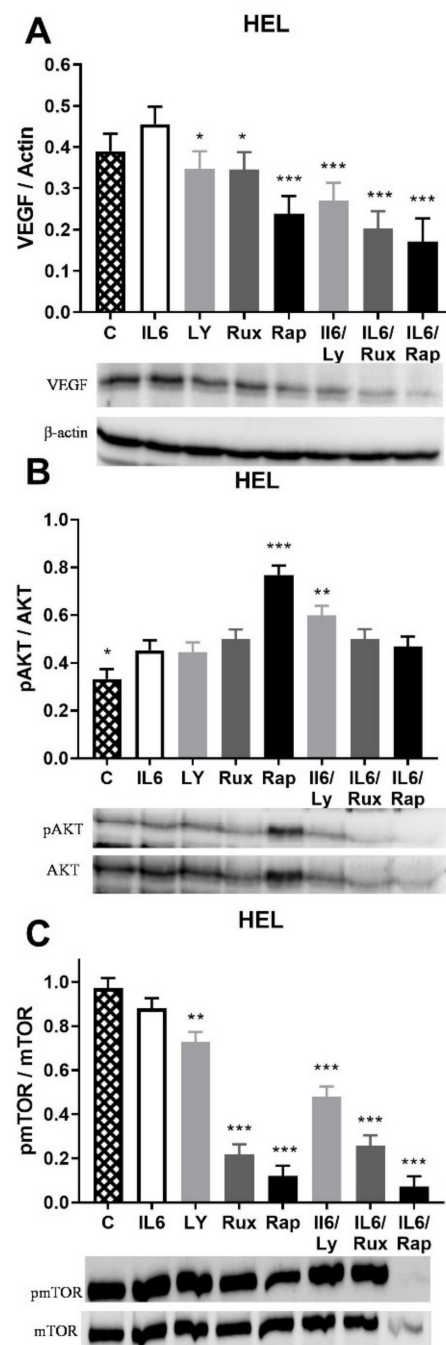 A
HEL
VEGF / Actin
0.6
0.5
0.4
0.3
0.2
0.1
0.0
* * *** *** *** ***
C IL6 LY Rux Rap Il6/ IL6/ IL6/
Ly Rux Rap
VEGF
β-actin
B
HEL
pAKT / AKT
1.0
0.8
0.6
0.4
0.2
0.0
* *** **
C IL6 LY Rux Rap Il6/ IL6/ IL6/
Ly Rux Rap
pAKT
AKT
C
HEL
pmTOR / mTOR
1.0
0.8
0.6
0.4
0.2
0.0
** *** *** *** *** ***
C IL6 LY Rux Rap Il6/ IL6/ IL6/
Ly Rux Rap
pmTOR
mTOR